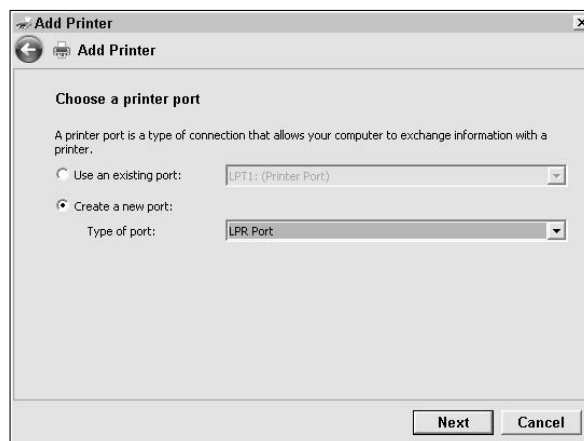 Add Printer
Add Printer
Choose a printer port
A printer port is a type of connection that allows your computer to exchange information with a
printer.
Use an existing port: LPT1: (Printer Port)
Create a new port:
Type of port: LPR Port
Next Cancel